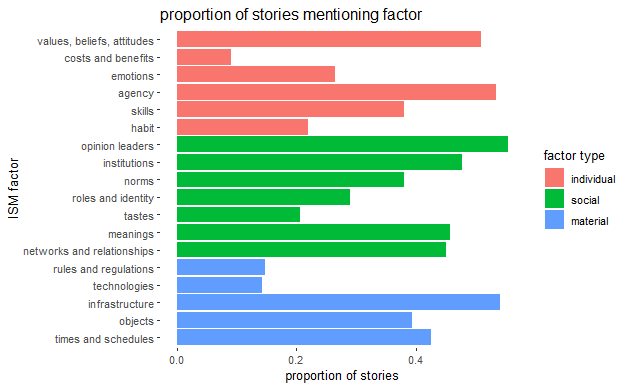 proportion of stories mentioning factor
values, beliefs, attitudes
costs and benefits
emotions
agency
skills
habit
opinion leaders
institutions
norms
roles and identity
tastes
meanings
networks and relationships
rules and regulations
technologies
infrastructure
objects
times and schedules
ISM factor
0.0 0.2 0.4
proportion of stories
factor type
individual
social
material